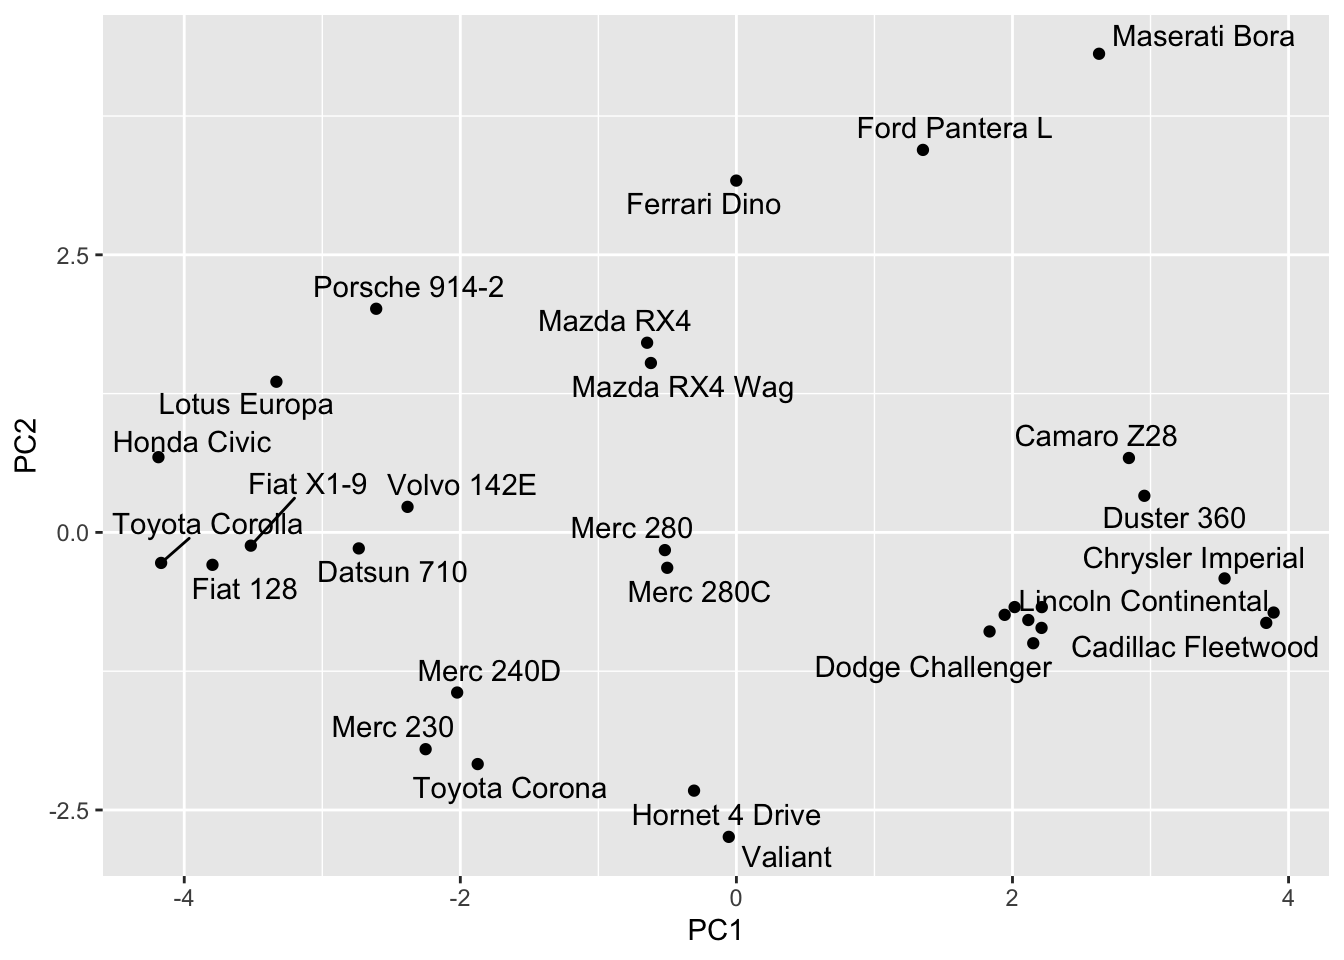 Maserati Bora
Ford Pantera L
Ferrari Dino
2.5
Porsche 914-2
Mazda RX4
Mazda RX4 Wag
Lotus Europa
Honda Civic
Camaro Z28
PC2
Fiat X1-9
Volvo 142E
Toyota Corolla
Merc 280
Duster 360
0.0
Chrysler Imperial
Datsun 710
Fiat 128
Merc 280C
Lincoln Continental
Cadillac Fleetwood
Dodge Challenger
Merc 240D
Merc 230
Toyota Corona
-2.5
Hornet 4 Drive
Valiant
-4
-2
0
2
4
PC1